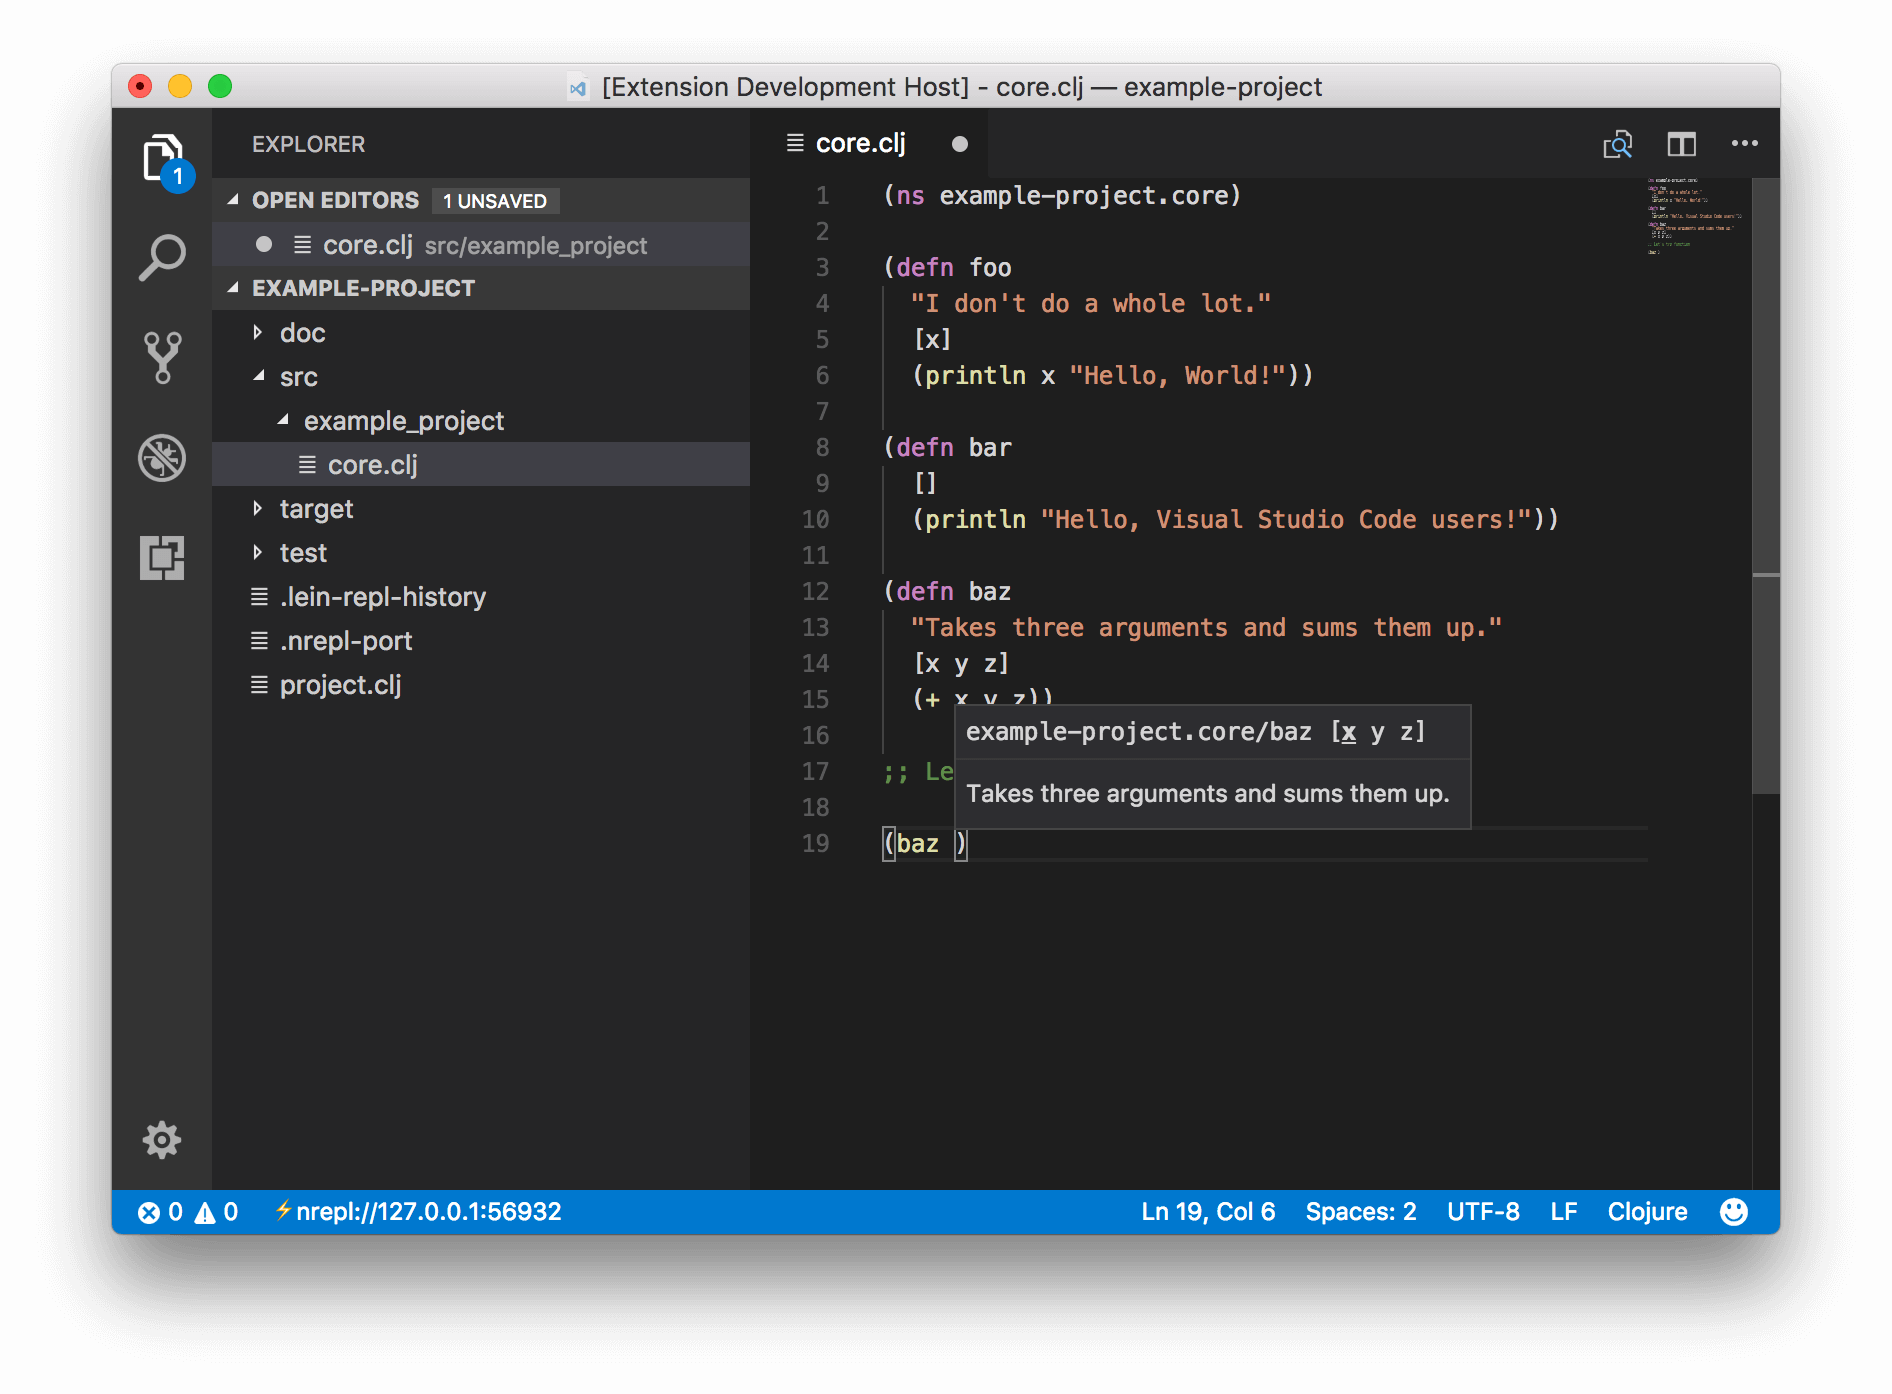 [Extension Development Host] - core.clj — example-project
EXPLORER
OPEN EDITORS 1 UNSAVED
core.clj src/example_project
EXAMPLE-PROJECT
doc
src
example_project
core.clj
target
test
.lein-repl-history
.nrepl-port
project.clj
1
core.clj
1 (ns example-project.core)
2
3 (defn foo
4 "I don't do a whole lot."
5 [x]
6 (println x "Hello, World!"))
7
8 (defn bar
9 []
10 (println "Hello, Visual Studio Code users!"))
11
12 (defn baz
13 "Takes three arguments and sums them up."
14 [x y z]
15 (+ x y z))
16
17 ;; Le
18
19 (baz )
example-project.core/baz [x y z]
Takes three arguments and sums them up.
0 0 nrepl://127.0.0.1:56932 Ln 19, Col 6 Spaces: 2 UTF-8 LF Clojure